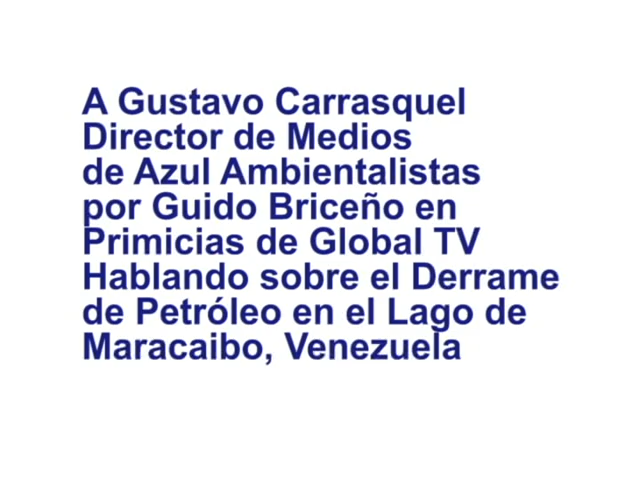 A Gustavo Carrasquel
Director de Medios
de Azul Ambientalistas
por Guido Briceño en
Primicias de Global TV
Hablando sobre el Derrame
de Petróleo en el Lago de
Maracaibo, Venezuela